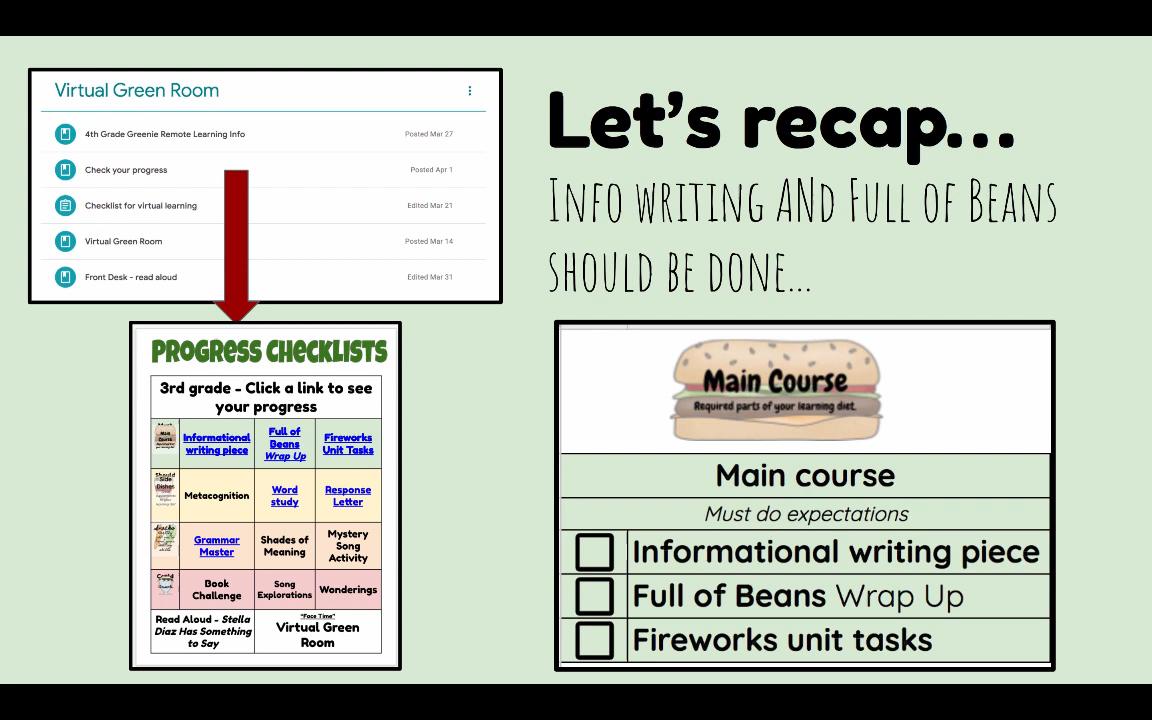 Virtual Green Room
4th Grade Greenie Remote Learning Info Posted Mar 27
Check your progress Posted Apr 1
Checklist for virtual learning Edited Mar 21
Virtual Green Room Posted Mar 14
Front Desk - read aloud Edited Mar 31
Let's recap...
Info writing AND Full of Beans
should be done...
Progress Checklists
3rd grade - Click a link to see
your progress
Main
Course
Informational
writing piece
Full of
Beans
Wrap Up
Fireworks
Unit Tasks
Should
Side
Dishes
Metacognition
Word
study
Response
Letter
Grammar
Master
Shades of
Meaning
Mystery
Song
Activity
Book
Challenge
Song
Explorations
Wonderings
Read Aloud - Stella
Diaz Has Something
to Say
"Face Time"
Virtual Green
Room
Main Course
Required parts of your learning diet.
Main course
Must do expectations
Informational writing piece
Full of Beans Wrap Up
Fireworks unit tasks